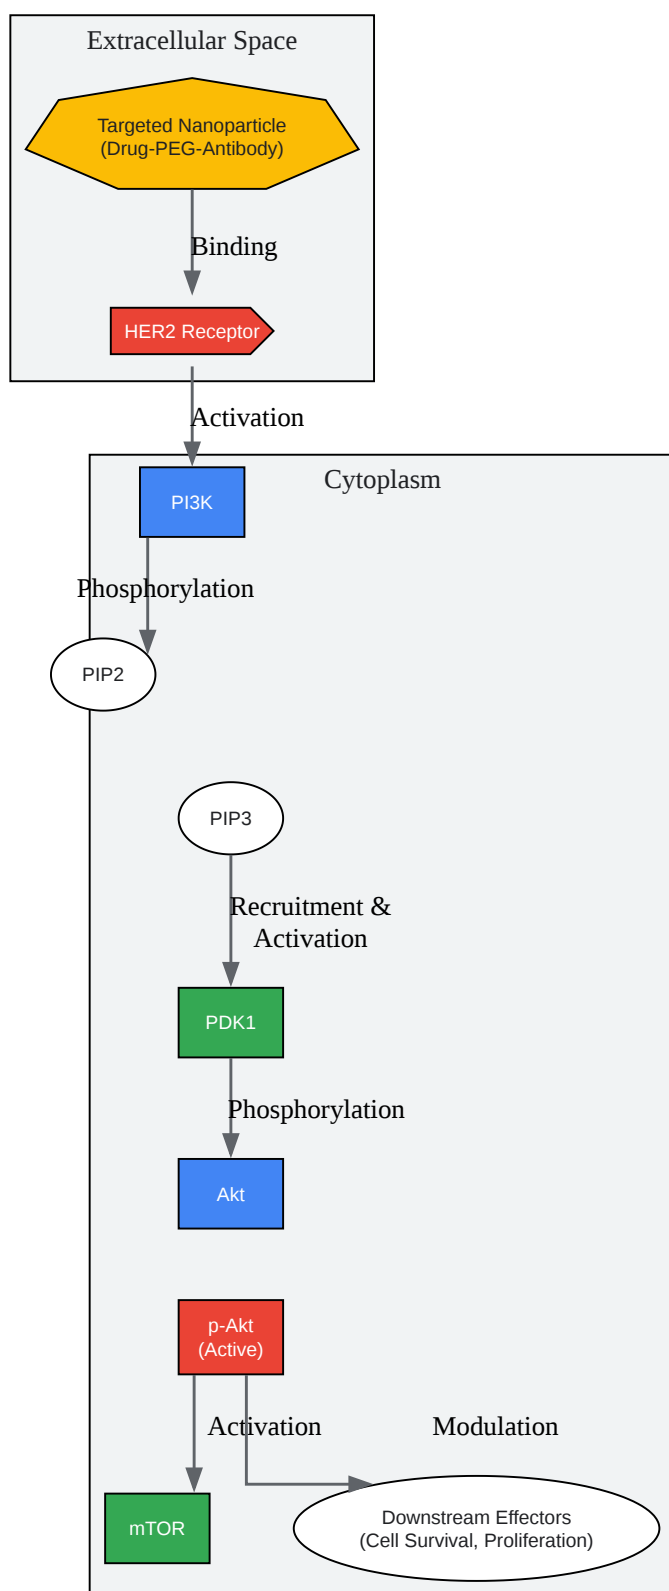 Extracellular Space
Targeted Nanoparticle
(Drug-PEG-Antibody)
Binding
HER2 Receptor
Activation
Cytoplasm
PI3K
Phosphorylation
PIP2
PIP3
Recruitment &
Activation
PDK1
Phosphorylation
Akt
p-Akt
(Active)
Activation
Modulation
mTOR
Downstream Effectors
(Cell Survival, Proliferation)